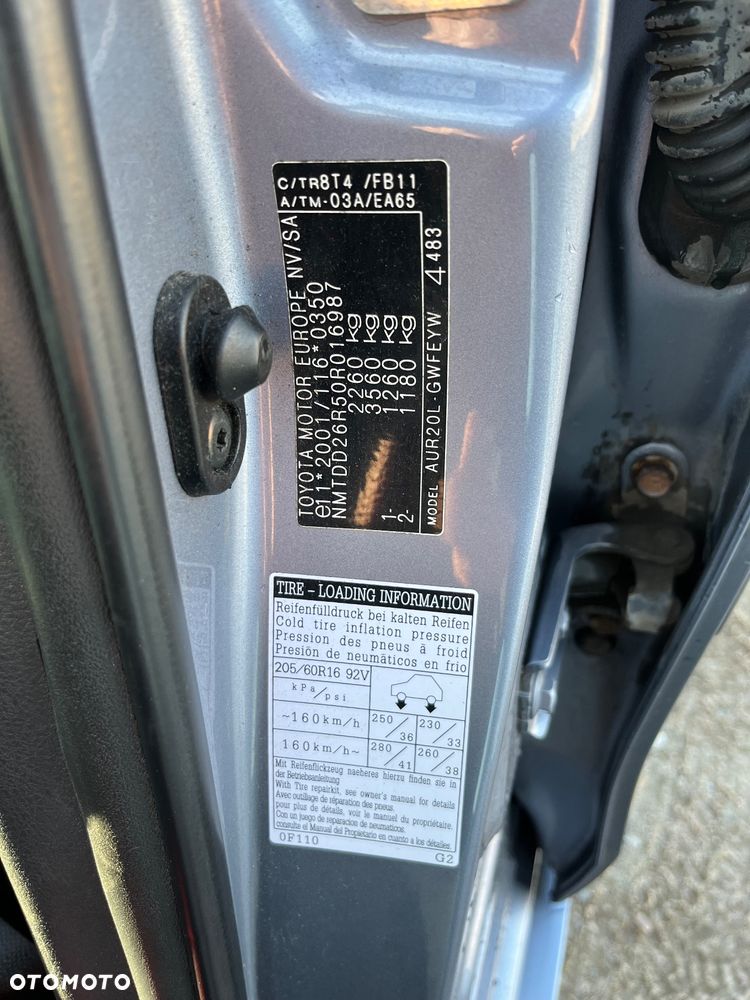 C/TR8T4 /FB11
A/TM-03A/EA65
TOYOTA MOTOR EUROPE NV/SA
e11*2001/116*0350
NMTDD26R50R016987
2260 kg
3560 kg
1- 1260 kg
2- 1180 kg
MODEL AUR20L-GWFEYW 4 483
TIRE – LOADING INFORMATION
Reifenfülldruck bei kalten Reifen
Cold tire inflation pressure
Pression des pneus à froid
Presión de neumáticos en frio
205/60R16 92V
kPa/psi
~160km/h 250/36 230/33
160km/h~ 280/41 260/38
Mit Reifenflickzeug naeheres hierzu finden sie in
der Betriebsanleitung
With Tire repairkit, see owner's manual for details
Avec outillage de réparation des pneus.
pour plus de détails, voir le manuel du propriétaire.
Con un juego de separacion de neumaticos.
consulte el Manual del Propietario en cuanto a los détailes.
0F110 G2
OTOMOTO